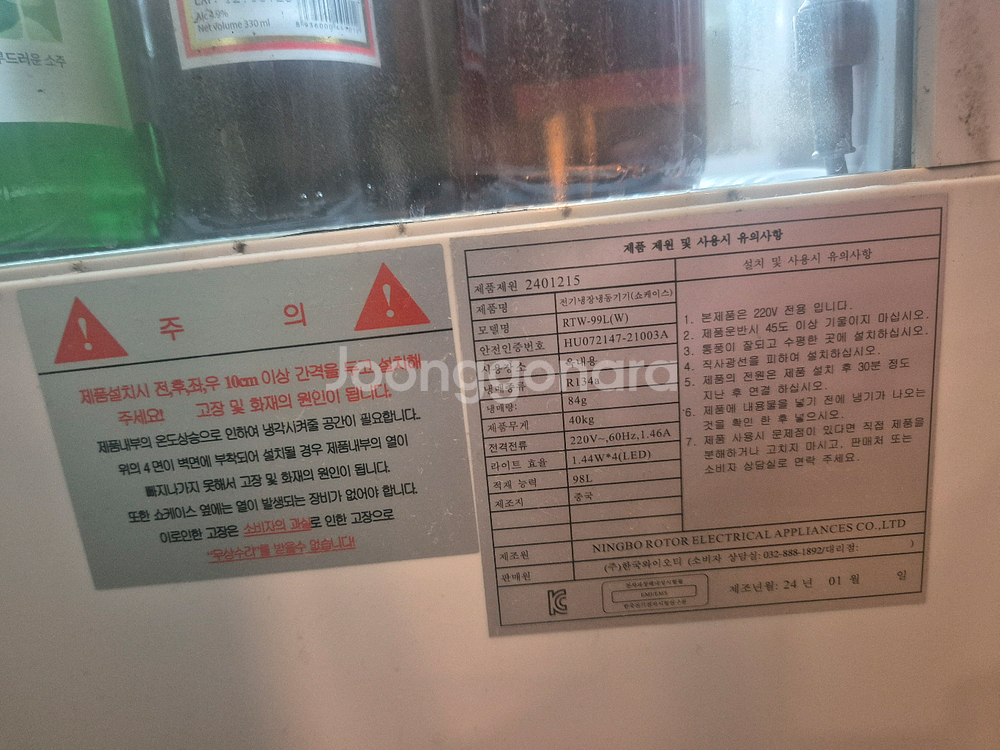 Alc 4.9%
Net Volume 330 ml
부드러운 소주
주 의
제품설치시 전,후,좌,우 10cm 이상 간격을 두고 설치해
주세요! 고장 및 화재의 원인이 됩니다.
제품내부의 온도상승으로 인하여 냉각시켜줄 공간이 필요합니다.
위의 4 면이 벽면에 부착되어 설치될 경우 제품내부의 열이
빠지나가지 못해서 고장 및 화재의 원인이 됩니다.
또한 쇼케이스 옆에는 열이 발생되는 장비가 없어야 합니다.
이로인한 고장은 소비자의 과실로 인한 고장으로
"무상수리"를 받을수 없습니다!
제품 제원 및 사용시 유의사항
제품제원 2401215
제품명 전기냉장냉동기기(쇼케이스)
모델명 RTW-99L(W)
안전인증번호 HU072147-21003A
사용장소 옥내용
냉매종류 R134a
냉매량: 84g
제품무게 40kg
전격전류 220V~,60Hz,1.46A
라이트 효율 1.44W*4(LED)
적재 능력 98L
제조지 중국
설치 및 사용시 유의사항
1. 본제품은 220V 전용 입니다.
2. 제품운반시 45도 이상 기울이지 마십시오.
3. 통풍이 잘되고 수평한 곳에 설치하십시오.
4. 직사광선을 피하여 설치하십시오.
5. 제품의 전원은 제품 설치 후 30분 정도
지난 후 연결 하십시오.
6. 제품에 내용물을 넣기 전에 냉기가 나오는
것을 확인 한 후 넣으시오.
7. 제품 사용시 문제점이 있다면 직접 제품을
분해하거나 고치지 마시고, 판매처 또는
소비자 상담실로 연락 주세요.
제조원 NINGBO ROTOR ELECTRICAL APPLIANCES CO.,LTD
판매원 (주)한국와이오티 (소비자 상담실: 032-888-1892/대리점: )
제조년월: 24 년 01 월 일
Joonggonara